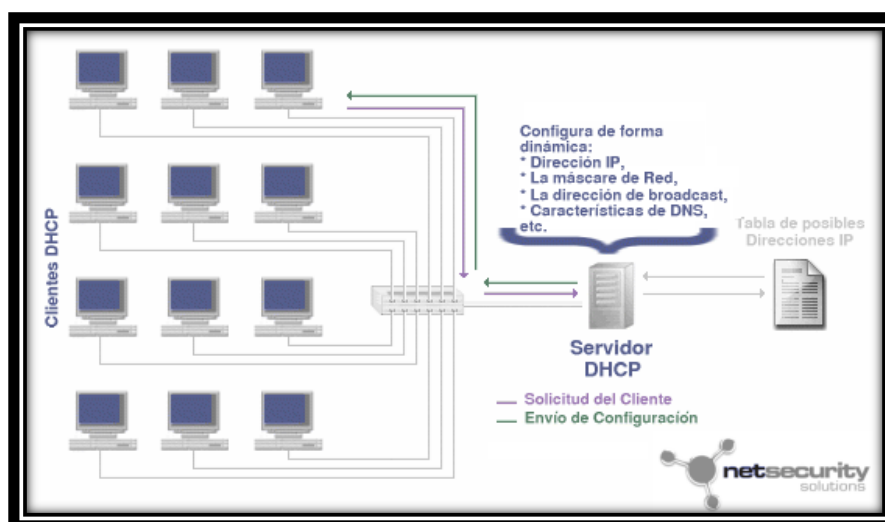 Clientes DHCP
Configura de forma
dinámica:
* Dirección IP,
* La máscare de Red,
* La dirección de broadcast,
* Características de DNS,
etc.
Tabla de posibles
Direcciones IP
Servidor
DHCP
Solicitud del Cliente
Envío de Configuración
netsecurity
solutions